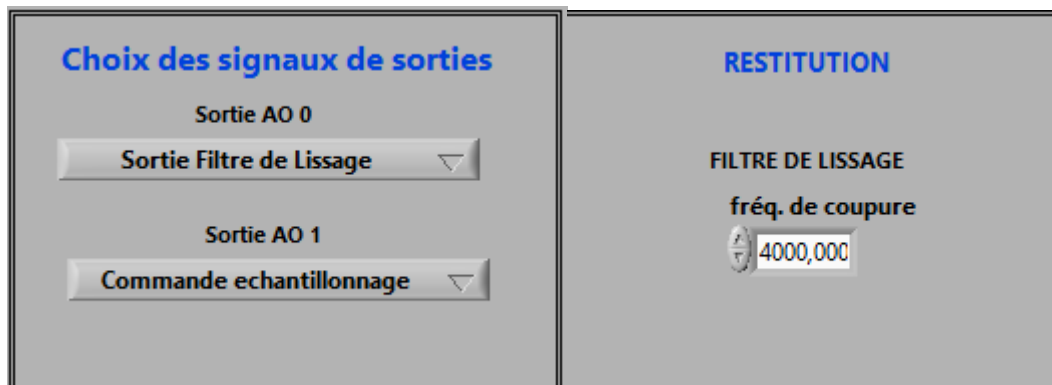 Choix des signaux de sorties
Sortie AO 0
Sortie Filtre de Lissage
Sortie AO 1
Commande echantillonnage
RESTITUTION
FILTRE DE LISSAGE
fréq. de coupure
4000,000